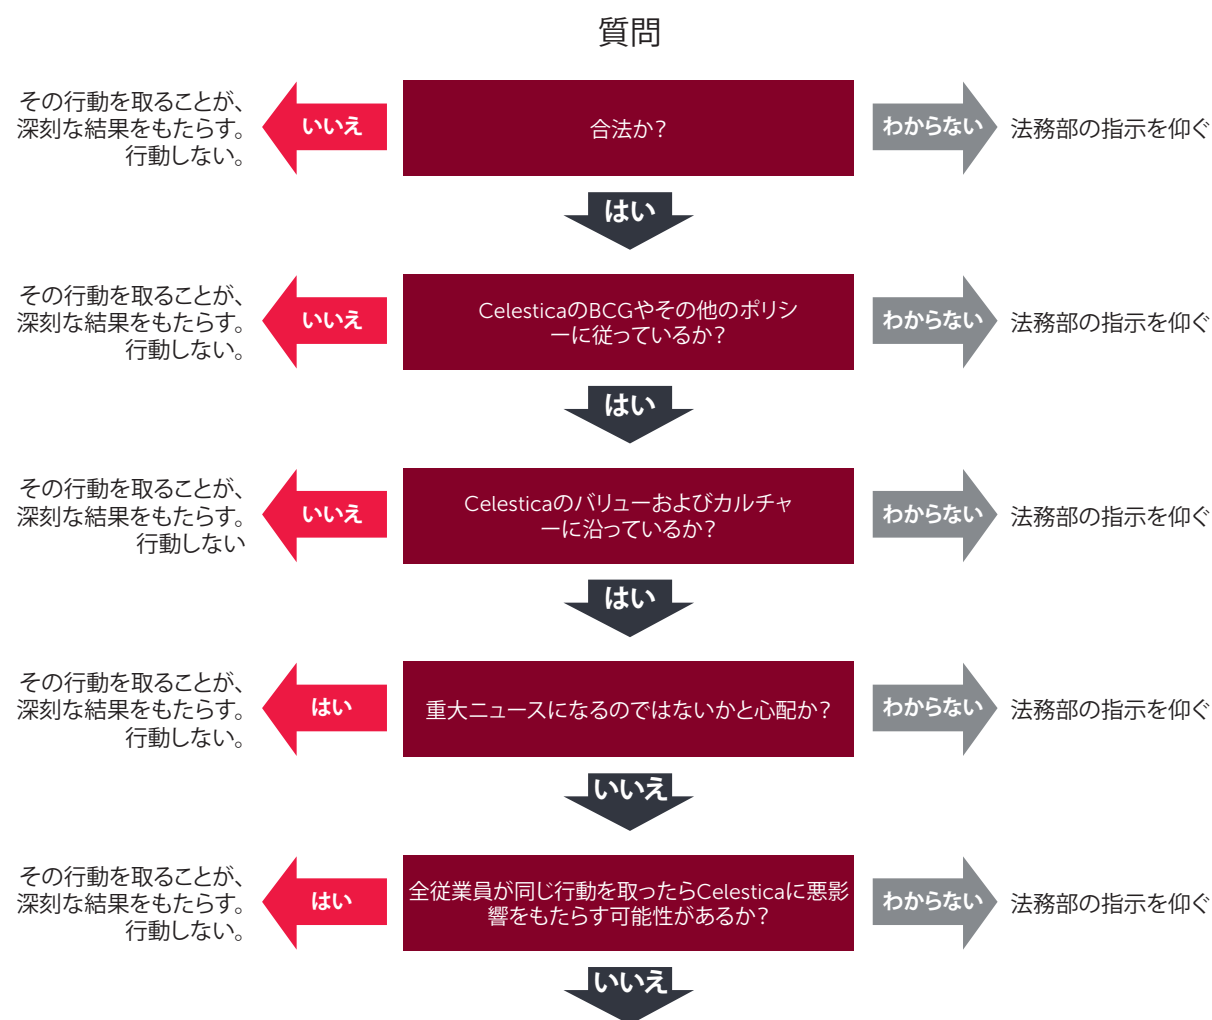 質問
その行動を取ることが、
深刻な結果をもたらす。
行動しない。
いいえ
合法か？
わからない
法務部の指示を仰ぐ
はい
その行動を取ることが、
深刻な結果をもたらす。
行動しない。
いいえ
CelesticaのBCGやその他のポリシ
ーに従っているか？
わからない
法務部の指示を仰ぐ
はい
その行動を取ることが、
深刻な結果をもたらす。
行動しない
いいえ
Celesticaのバリューおよびカルチャ
ーに沿っているか？
わからない
法務部の指示を仰ぐ
はい
その行動を取ることが、
深刻な結果をもたらす。
行動しない。
はい
重大ニュースになるのではないかと心配か？
わからない
法務部の指示を仰ぐ
いいえ
その行動を取ることが、
深刻な結果をもたらす。
行動しない。
はい
全従業員が同じ行動を取ったらCelesticaに悪影
響をもたらす可能性があるか？
わからない
法務部の指示を仰ぐ
いいえ